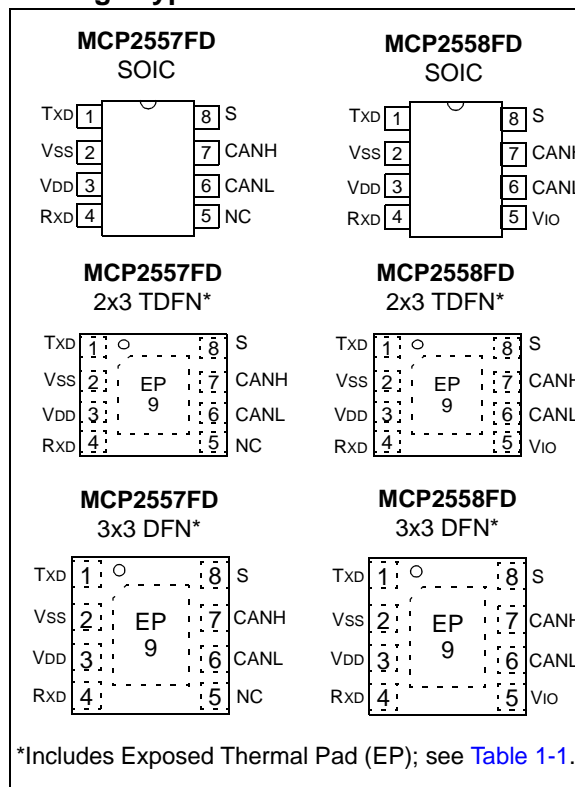 MCP2557FD
SOIC
TXD 1 8 S
VSS 2 7 CANH
VDD 3 6 CANL
RXD 4 5 NC
MCP2558FD
SOIC
TXD 1 8 S
VSS 2 7 CANH
VDD 3 6 CANL
RXD 4 5 VIO
MCP2557FD
2x3 TDFN*
TXD 1 8 S
VSS 2 EP 7 CANH
VDD 3 9 6 CANL
RXD 4 5 NC
MCP2558FD
2x3 TDFN*
TXD 1 8 S
VSS 2 EP 7 CANH
VDD 3 9 6 CANL
RXD 4 5 VIO
MCP2557FD
3x3 DFN*
TXD 1 8 S
VSS 2 EP 7 CANH
VDD 3 9 6 CANL
RXD 4 5 NC
MCP2558FD
3x3 DFN*
TXD 1 8 S
VSS 2 EP 7 CANH
VDD 3 9 6 CANL
RXD 4 5 VIO
*Includes Exposed Thermal Pad (EP); see Table 1-1.